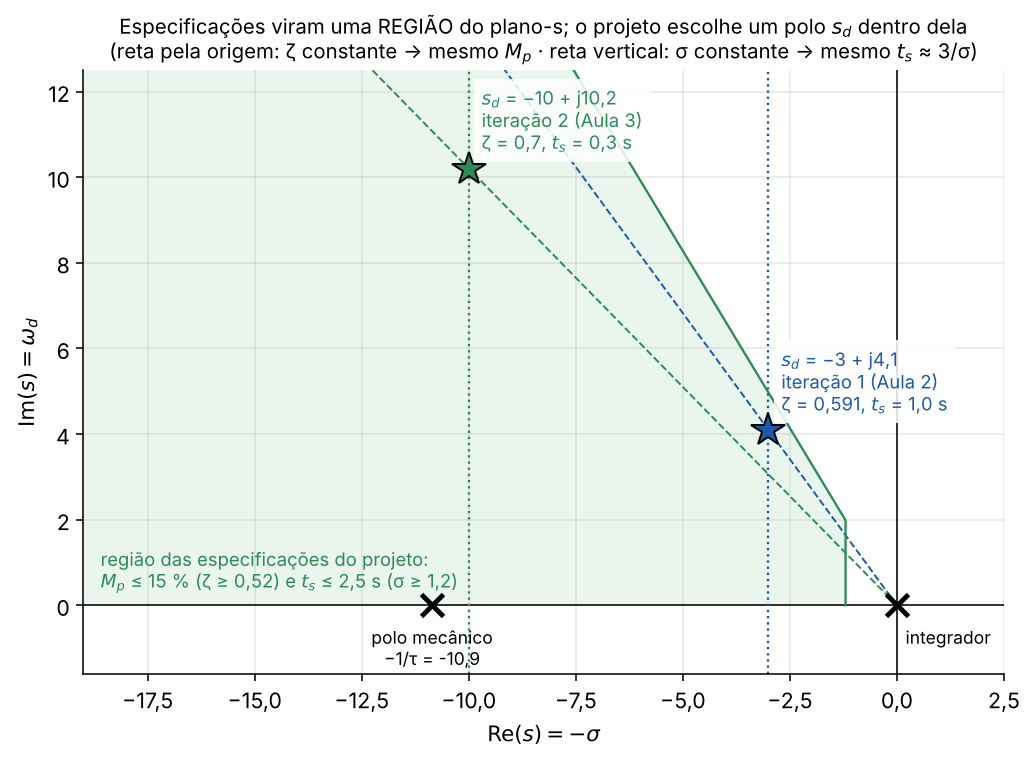 Especificações viram uma REGIÃO do plano-s; o projeto escolhe um polo s_d dentro dela
(reta pela origem: ζ constante → mesmo M_p · reta vertical: σ constante → mesmo t_s ≈ 3/σ)
12
10
8
6
4
2
0
Im(s) = ω_d
s_d = −10 + j10,2
iteração 2 (Aula 3)
ζ = 0,7, t_s = 0,3 s
s_d = −3 + j4,1
iteração 1 (Aula 2)
ζ = 0,591, t_s = 1,0 s
região das especificações do projeto:
M_p ≤ 15 % (ζ ≥ 0,52) e t_s ≤ 2,5 s (σ ≥ 1,2)
polo mecânico
−1/τ = -10,9
integrador
−17,5 −15,0 −12,5 −10,0 −7,5 −5,0 −2,5 0,0 2,5
Re(s) = −σ